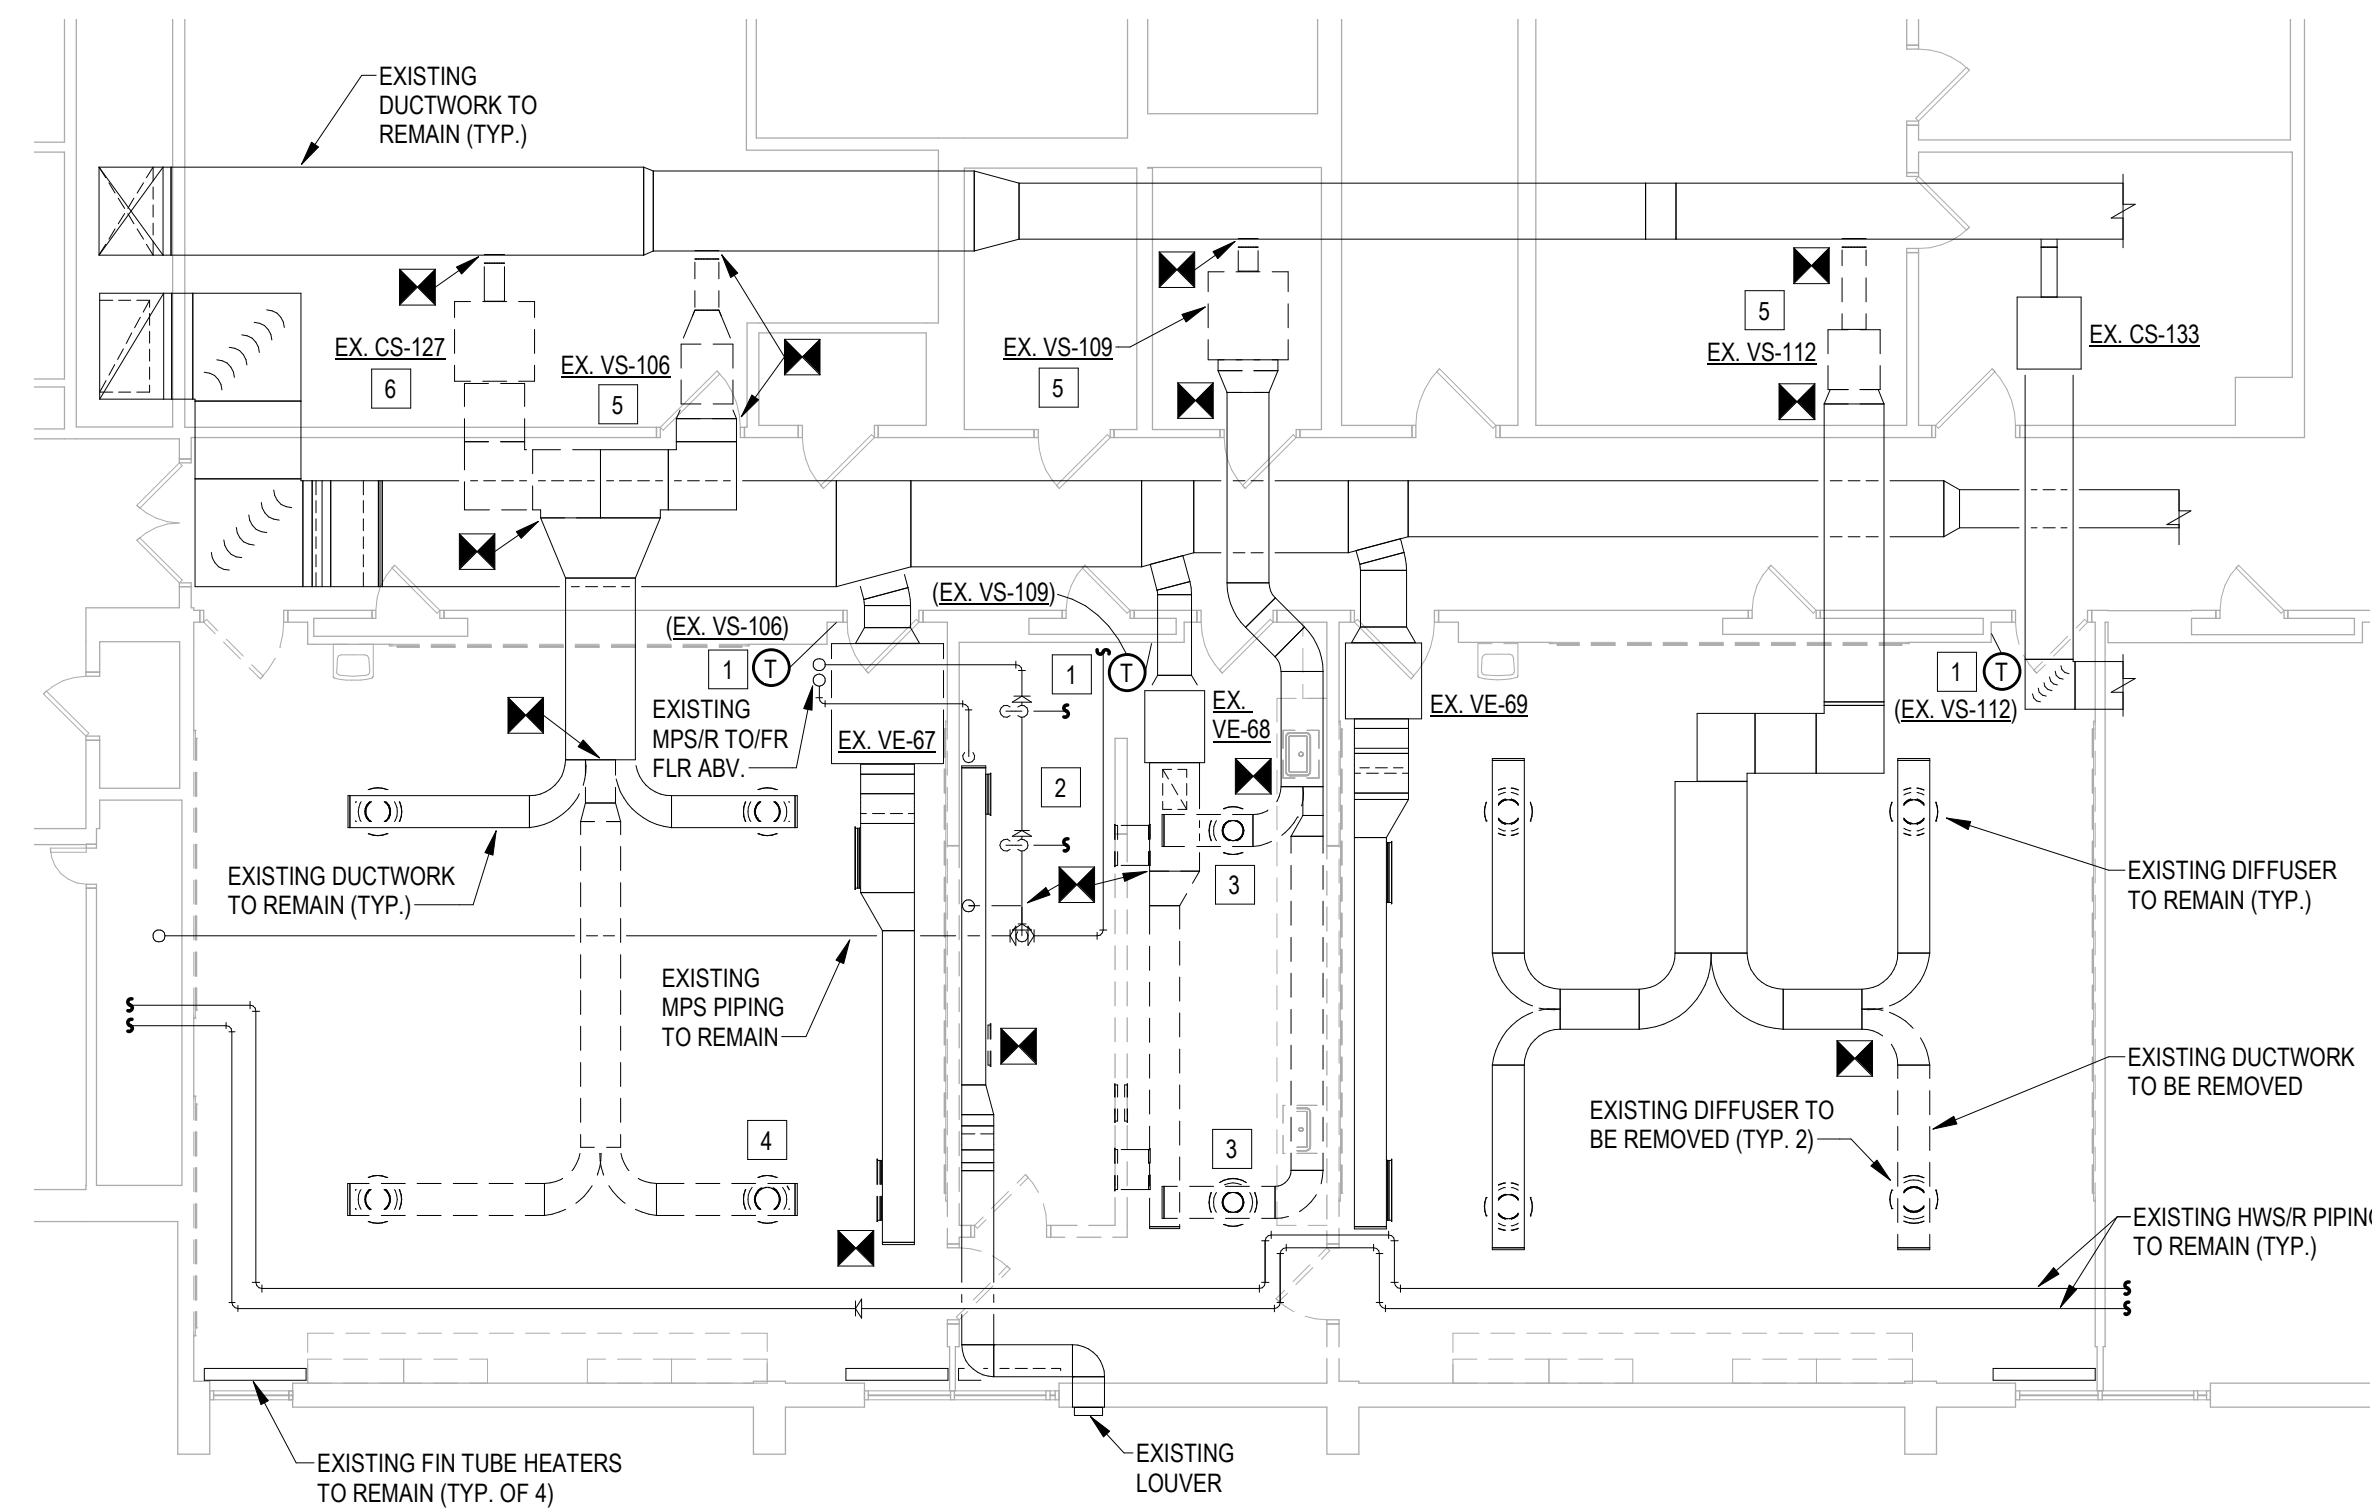 EXISTING
DUCTWORK TO
REMAIN (TYP.)
EX. CS-127
6
EX. VS-106
5
EX. VS-109
5
5
EX. VS-112
EX. CS-133
(EX. VS-106)
1
T
(EX. VS-109)
1
T
EXISTING
MPS/R TO/FR
FLR ABV.
EX. VE-67
EX.
VE-68
EX. VE-69
1
T
(EX. VS-112)
2
3
EXISTING DUCTWORK
TO REMAIN (TYP.)
EXISTING DIFFUSER
TO REMAIN (TYP.)
EXISTING
MPS PIPING
TO REMAIN
EXISTING DUCTWORK
TO BE REMOVED
EXISTING DIFFUSER TO
BE REMOVED (TYP. 2)
4
3
EXISTING HWS/R PIPING
TO REMAIN (TYP.)
EXISTING FIN TUBE HEATERS
TO REMAIN (TYP. OF 4)
EXISTING
LOUVER